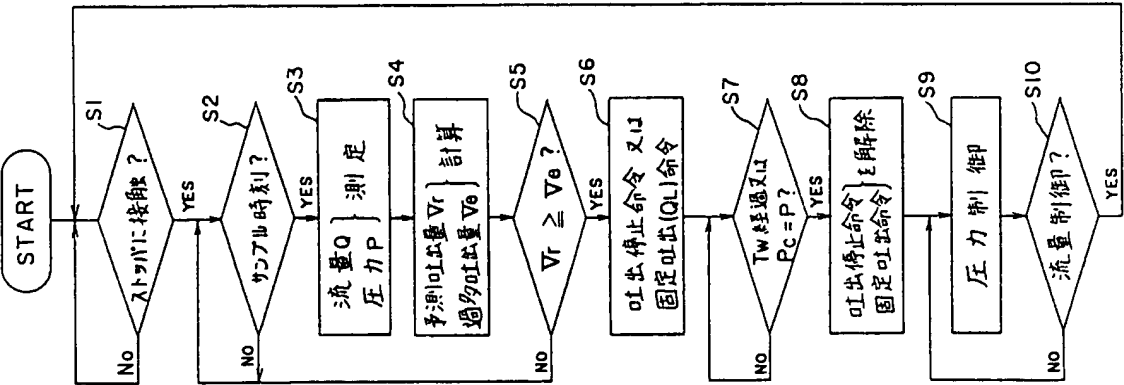 START
S1
ストッパに接触?
NO
YES
S2
サンプル時刻?
NO
YES
S3
流量Q
圧力P
}測定
S4
予測吐出量Vr
過多吐出量Vθ
}計算
S5
Vr ≧ Vθ ?
NO
YES
S6
吐出停止命令 又は
固定吐出(QL)命令
S7
Tw経過又は
Pc=P?
NO
YES
S8
吐出停止命令
固定吐出命令
}を解除
S9
圧力制御
S10
流量制御?
NO
YES